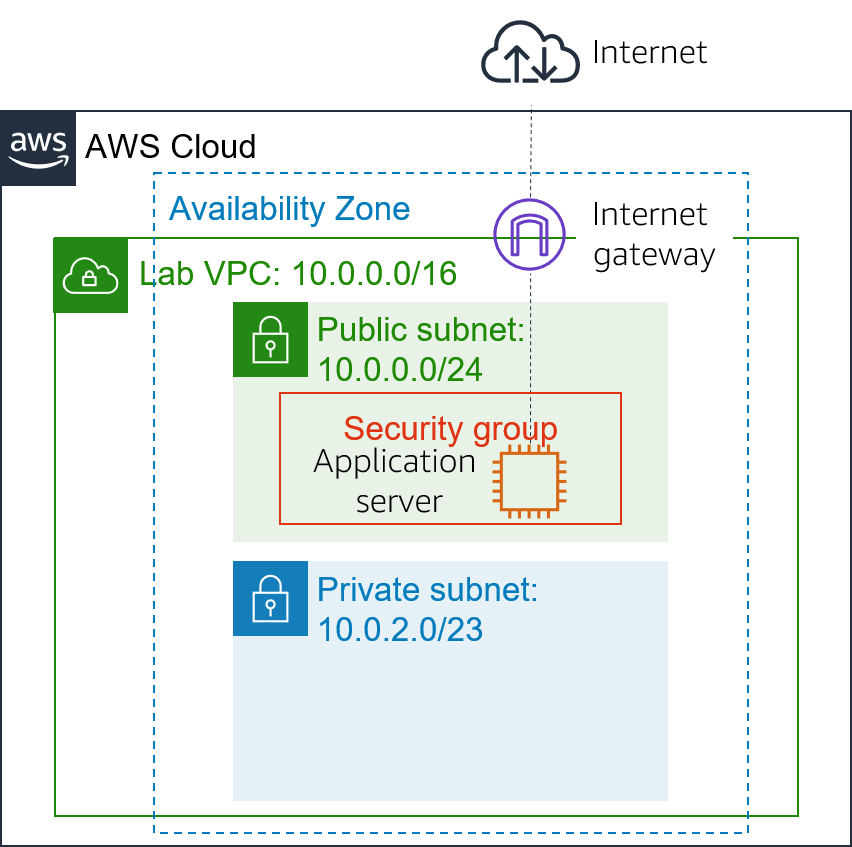 Internet
aws
AWS Cloud
Availability Zone
Internet
gateway
Lab VPC: 10.0.0.0/16
Public subnet:
10.0.0.0/24
Security group
Application
server
Private subnet:
10.0.2.0/23